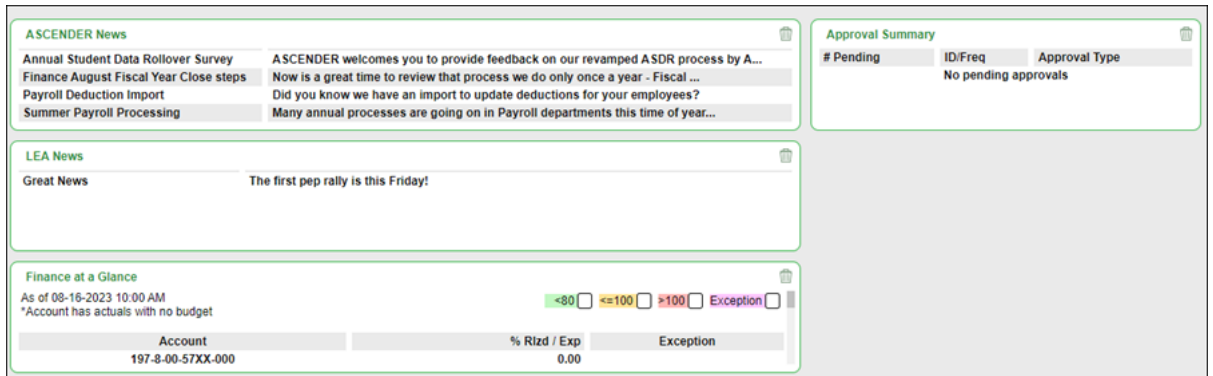 ASCENDER News
Annual Student Data Rollover Survey ASCENDER welcomes you to provide feedback on our revamped ASDR process by A...
Finance August Fiscal Year Close steps Now is a great time to review that process we do only once a year - Fiscal ...
Payroll Deduction Import Did you know we have an import to update deductions for your employees?
Summer Payroll Processing Many annual processes are going on in Payroll departments this time of year...
Approval Summary
# Pending ID/Freq Approval Type
No pending approvals
LEA News
Great News The first pep rally is this Friday!
Finance at a Glance
As of 08-16-2023 10:00 AM
*Account has actuals with no budget
<80 <=100 >100 Exception
Account % Rlzd / Exp Exception
197-8-00-57XX-000 0.00